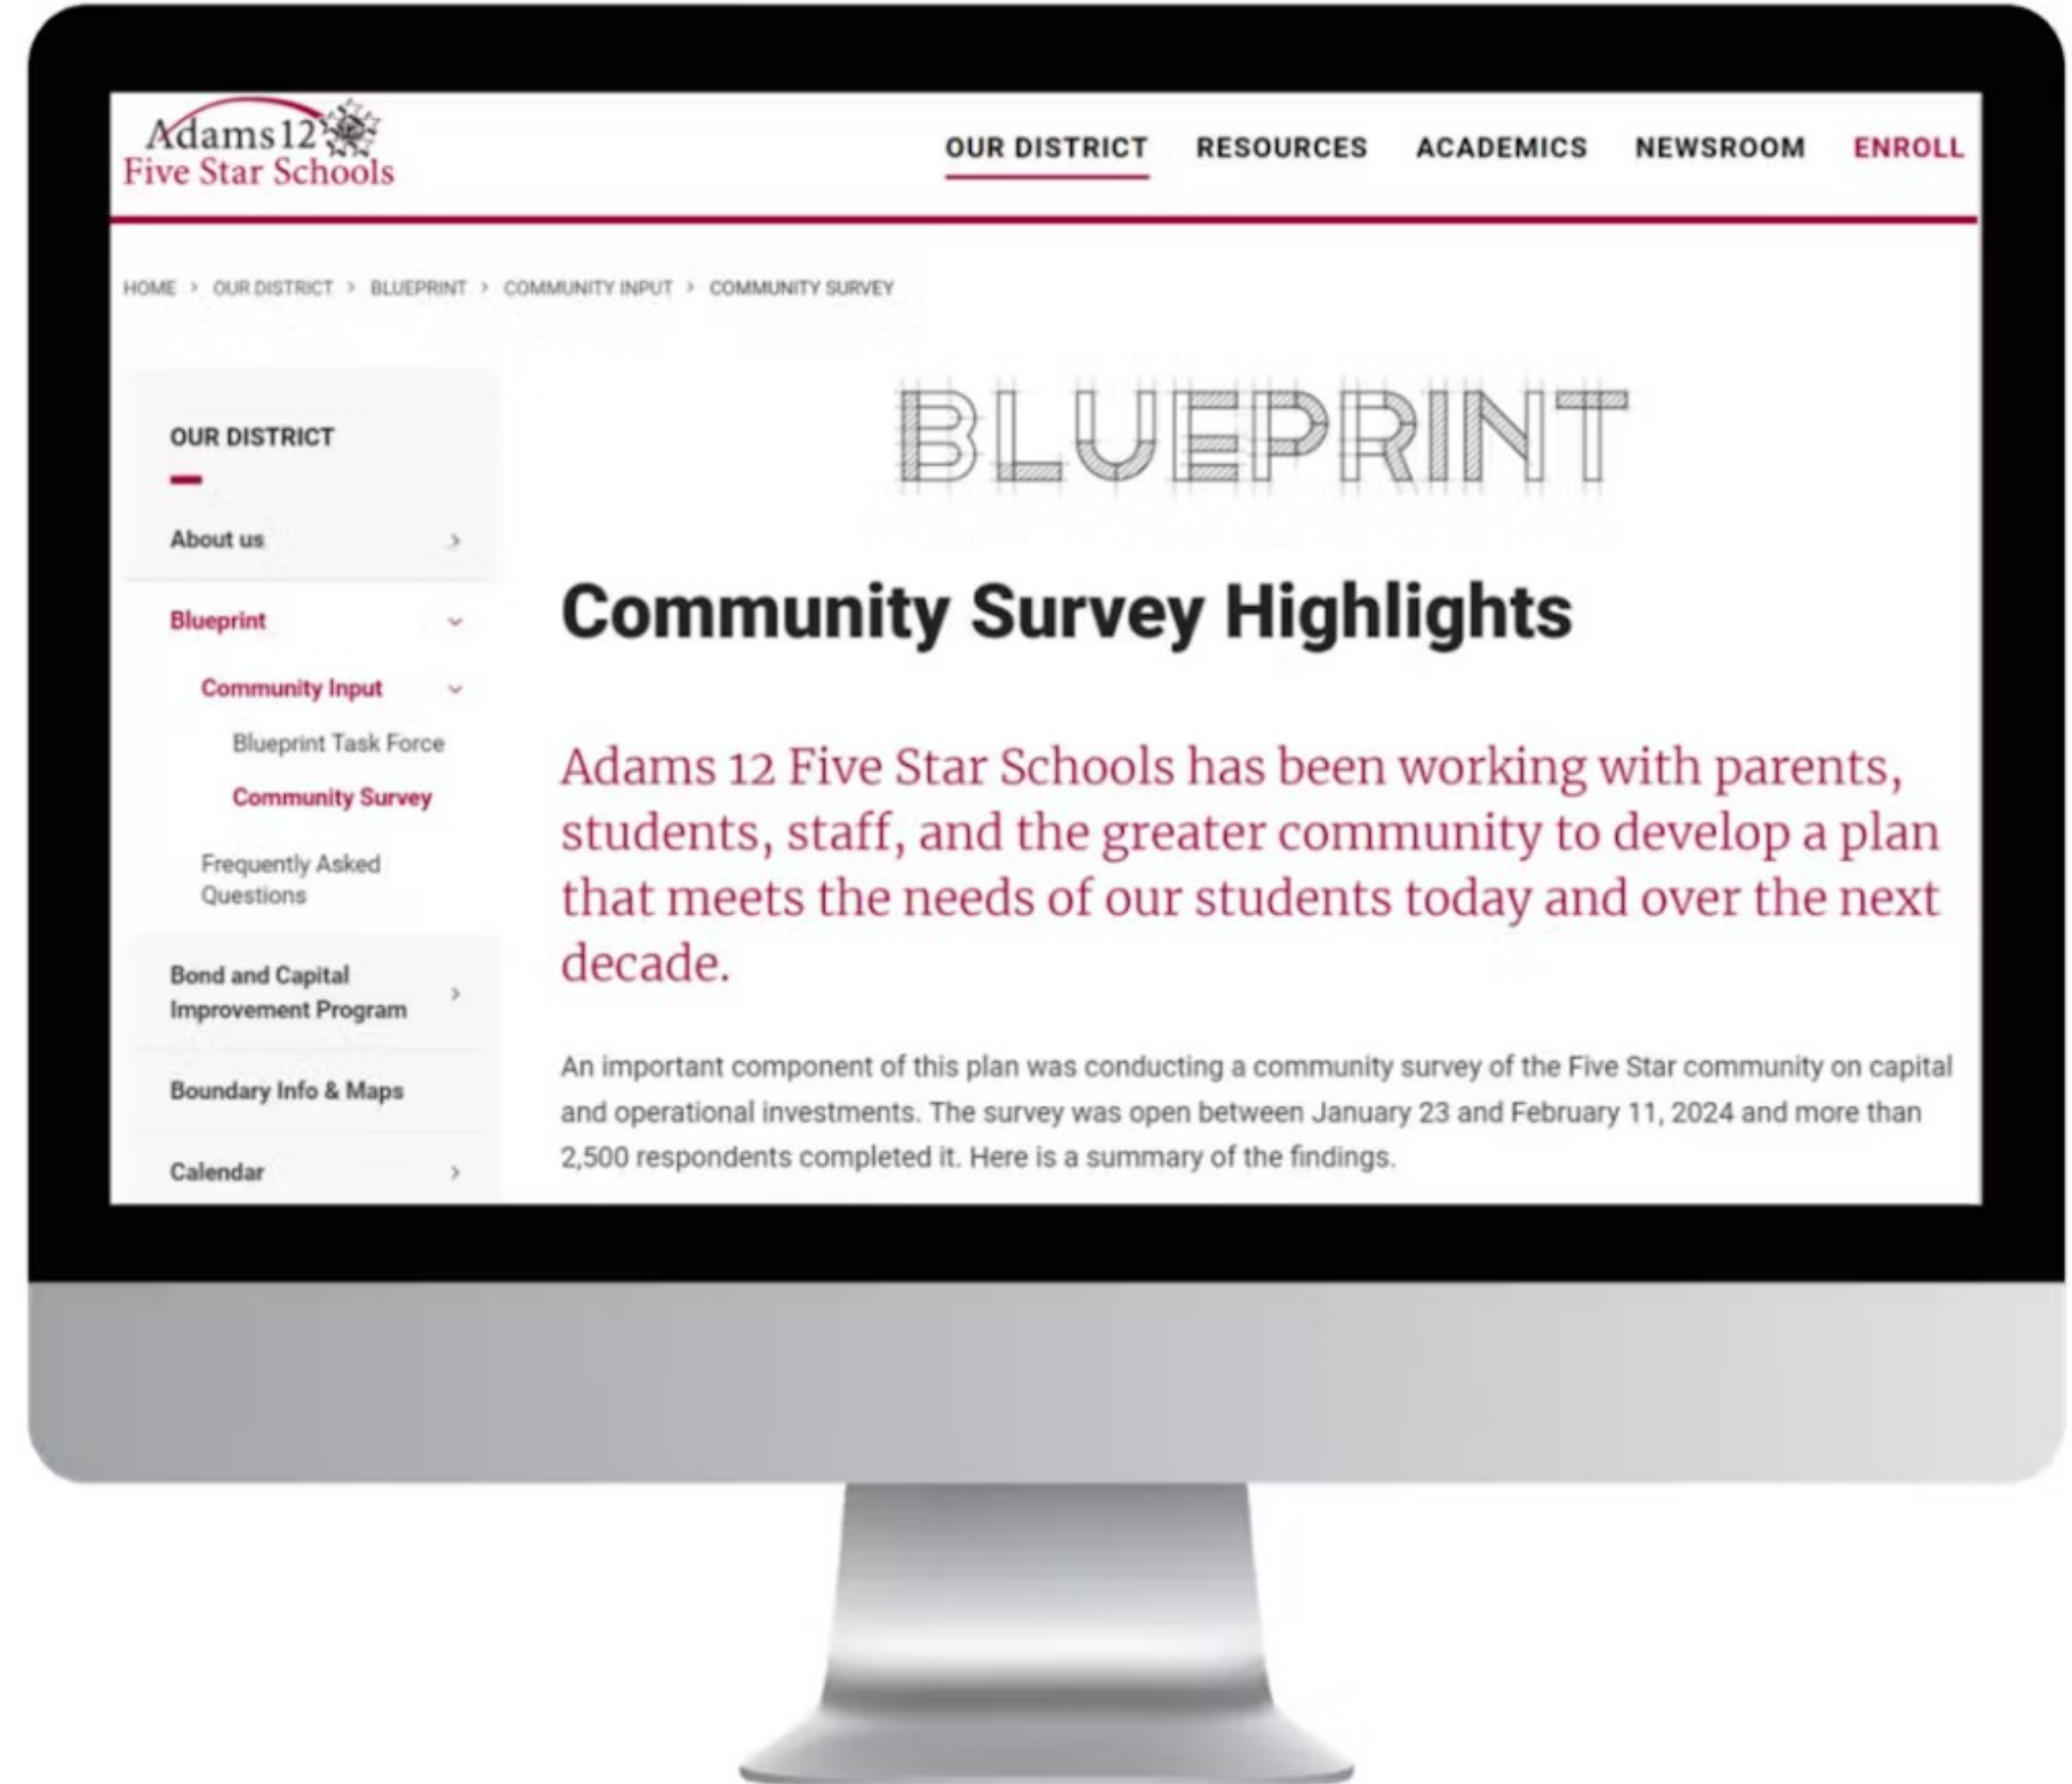 Adams 12
Five Star Schools
OUR DISTRICT RESOURCES ACADEMICS NEWSROOM ENROLL
HOME > OUR DISTRICT > BLUEPRINT > COMMUNITY INPUT > COMMUNITY SURVEY
OUR DISTRICT
About us
Blueprint
Community Input
Blueprint Task Force
Community Survey
Frequently Asked
Questions
Bond and Capital
Improvement Program
Boundary Info & Maps
Calendar
BLUEPRINT
Community Survey Highlights
Adams 12 Five Star Schools has been working with parents,
students, staff, and the greater community to develop a plan
that meets the needs of our students today and over the next
decade.
An important component of this plan was conducting a community survey of the Five Star community on capital
and operational investments. The survey was open between January 23 and February 11, 2024 and more than
2,500 respondents completed it. Here is a summary of the findings.